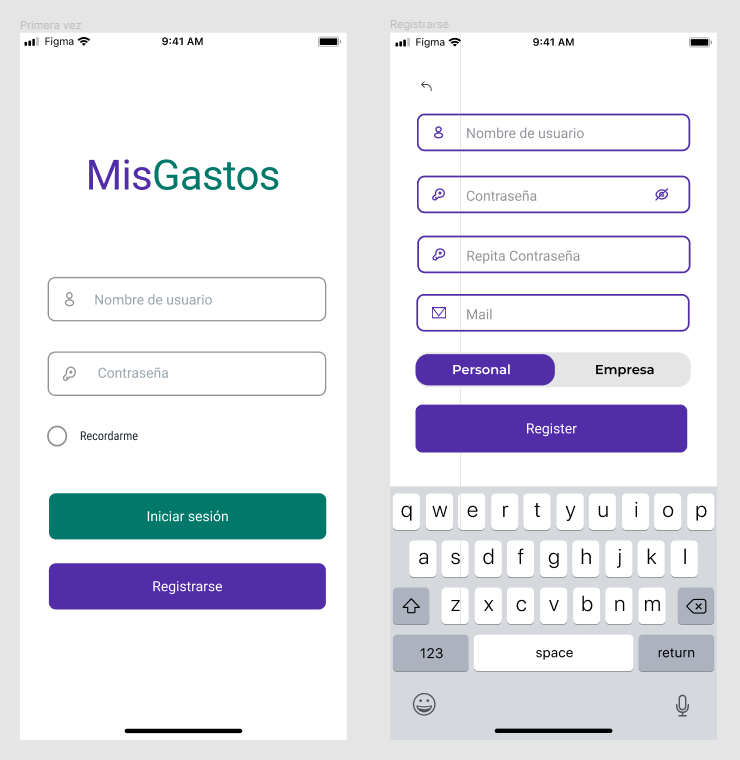 Primera vez
Figma
9:41 AM
MisGastos
Nombre de usuario
Contraseña
Recordarme
Iniciar sesión
Registrarse
Registrarse
Figma
9:41 AM
Nombre de usuario
Contraseña
Repita Contraseña
Mail
Personal Empresa
Register
q w e r t y u i o p
a s d f g h j k l
z x c v b n m
123 space return